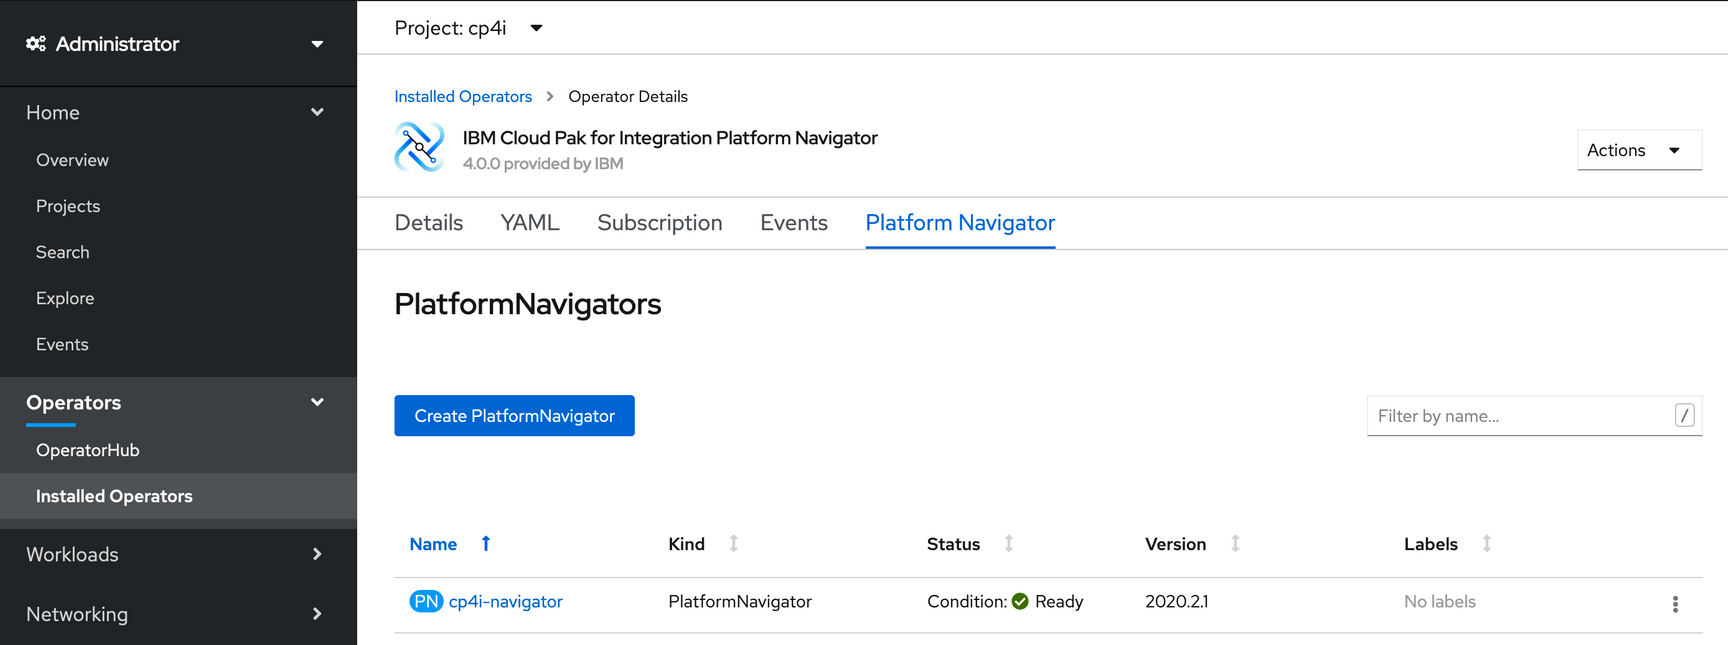 Administrator
Home
Overview
Projects
Search
Explore
Events
Operators
OperatorHub
Installed Operators
Workloads
Networking
Project: cp4i
Installed Operators > Operator Details
IBM Cloud Pak for Integration Platform Navigator
4.0.0 provided by IBM
Actions
Details YAML Subscription Events Platform Navigator
PlatformNavigators
Create PlatformNavigator
Filter by name... /
Name Kind Status Version Labels
PN cp4i-navigator PlatformNavigator Condition: Ready 2020.2.1 No labels